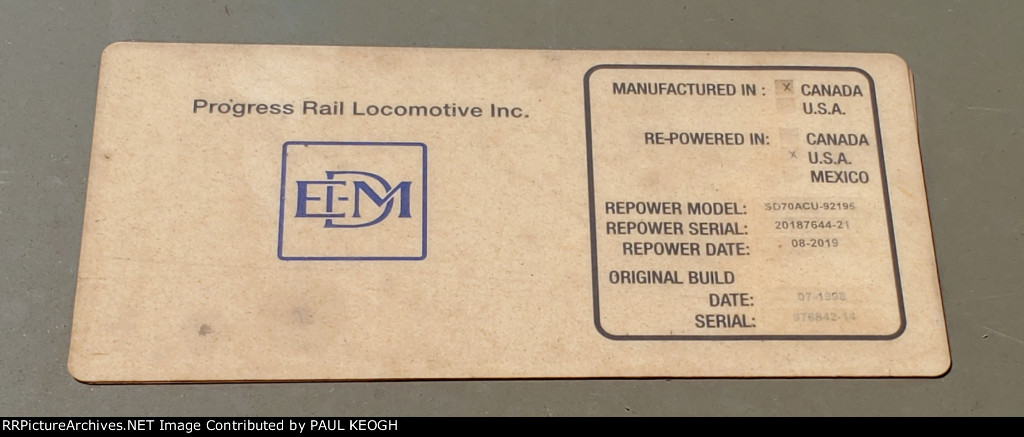 Progress Rail Locomotive Inc.
EMD
MANUFACTURED IN : X CANADA
U.S.A.
RE-POWERED IN: CANADA
X U.S.A.
MEXICO
REPOWER MODEL: SD70ACU-92195
REPOWER SERIAL: 20187644-21
REPOWER DATE: 08-2019
ORIGINAL BUILD
DATE: 07-1998
SERIAL: 976842-14
RRPictureArchives.NET Image Contributed by PAUL KEOGH